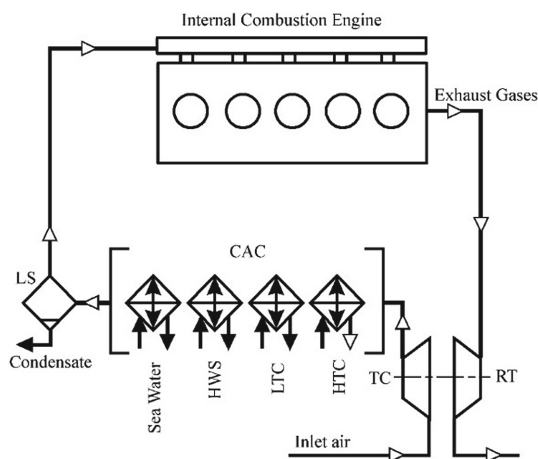 Internal Combustion Engine
Exhaust Gases
CAC
LS
Condensate
Sea Water
HWS
LTC
HTC
TC
RT
Inlet air